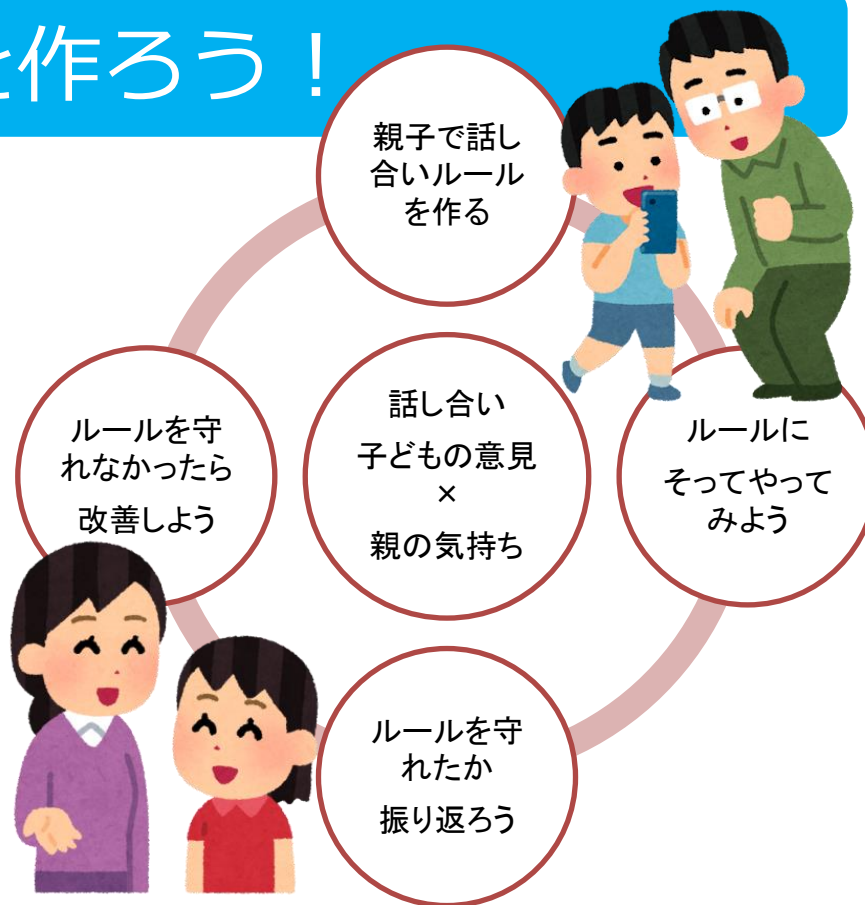 を作ろう！
親子で話し
合いルール
を作る
ルールを守
れなかったら
改善しよう
話し合い
子どもの意見
×
親の気持ち
ルールに
そってやって
みよう
ルールを守
れたか
振り返ろう